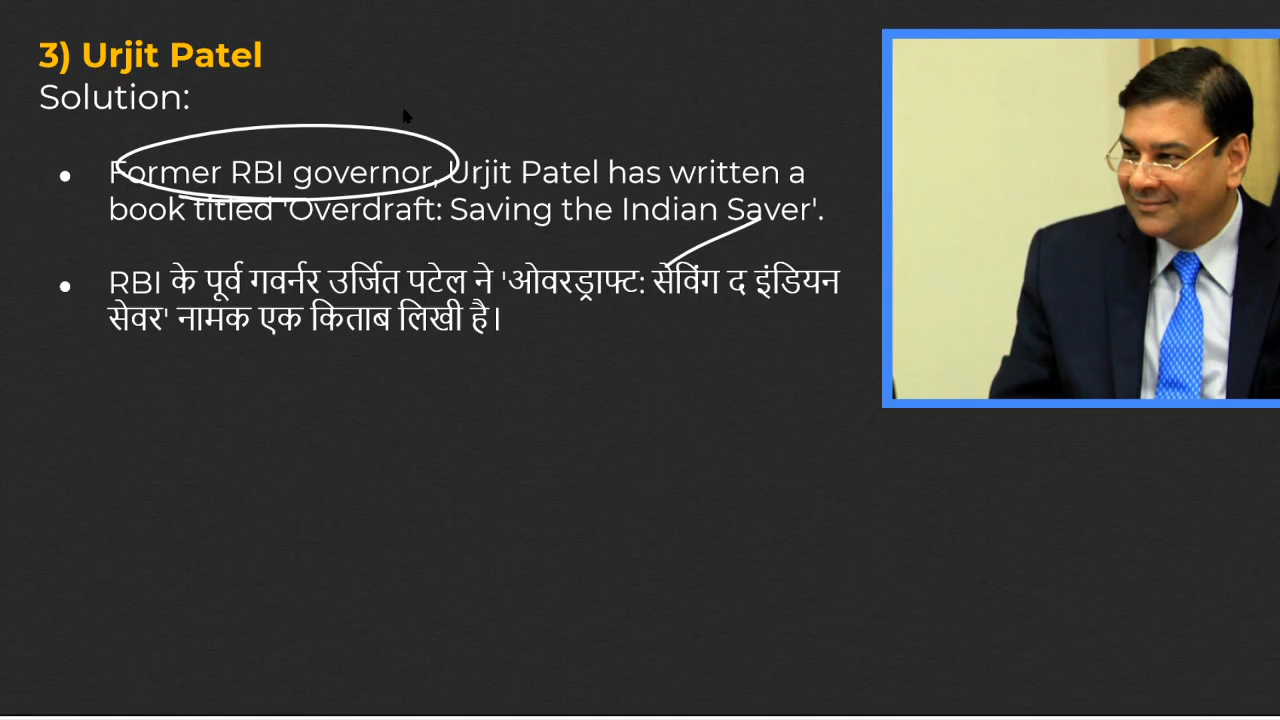 3) Urjit Patel
Solution:
● Former RBI governor, Urjit Patel has written a
book titled 'Overdraft: Saving the Indian Saver'.
● RBI के पूर्व गवर्नर उर्जित पटेल ने 'ओवरड्राफ्ट: सेविंग द इंडियन
सेवर' नामक एक किताब लिखी है।